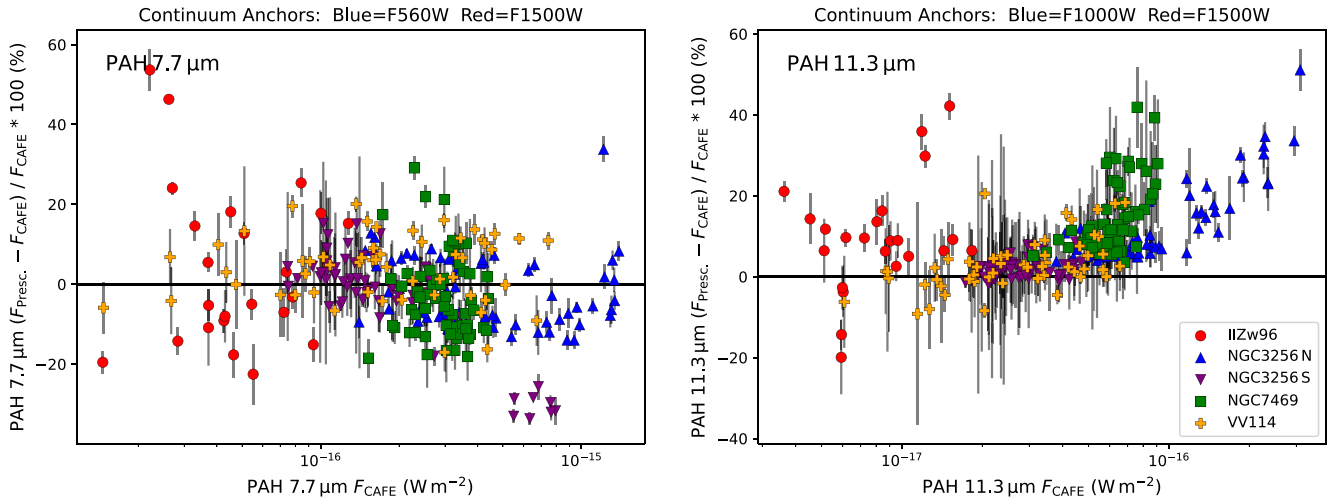 Continuum Anchors: Blue=F560W Red=F1500W
PAH 7.7 μm
60
40
20
0
−20
10⁻¹⁶
10⁻¹⁵
PAH 7.7 μm F_CAFE (W m⁻²)
PAH 7.7 μm (F_Presc. − F_CAFE) / F_CAFE * 100 (%)
Continuum Anchors: Blue=F1000W Red=F1500W
PAH 11.3 μm
60
40
20
0
−20
−40
10⁻¹⁷
10⁻¹⁶
PAH 11.3 μm F_CAFE (W m⁻²)
PAH 11.3 μm (F_Presc. − F_CAFE) / F_CAFE * 100 (%)
IIZw96
NGC3256 N
NGC3256 S
NGC7469
VV114